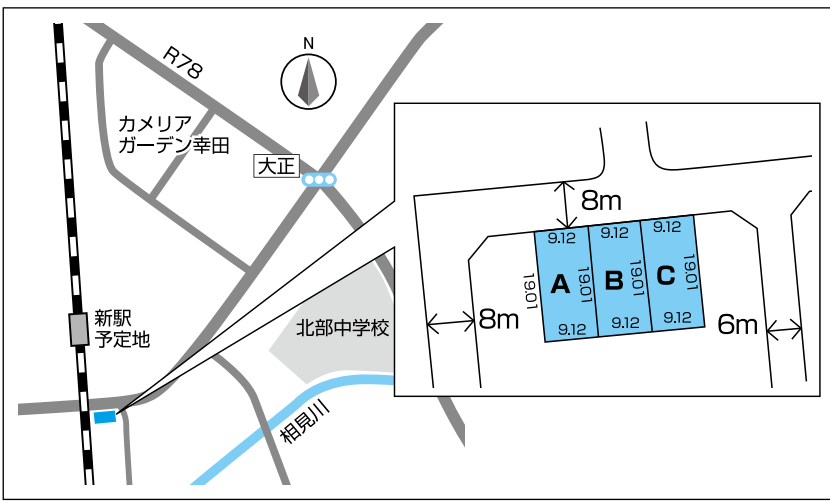 R78
N
カメリア
ガーデン幸田
大正
新駅
予定地
北部中学校
相見川
8m
9.12
9.12
9.12
19.01
A
19.01
B
19.01
C
19.01
9.12
9.12
9.12
8m
6m